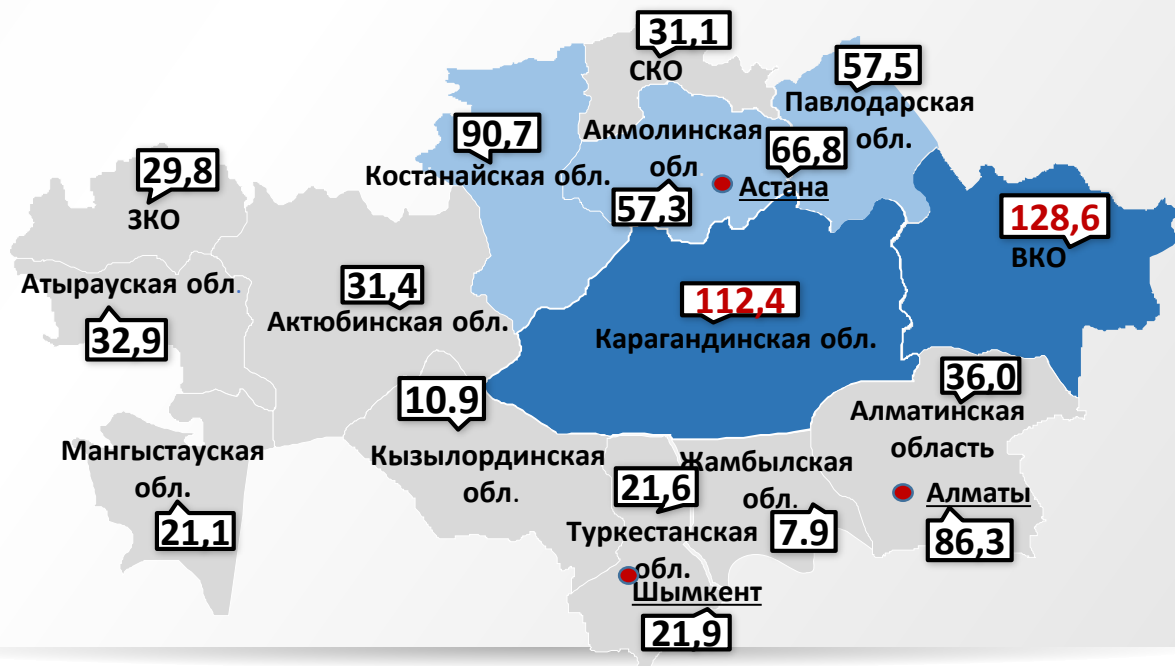 31,1
СКО
57,5
Павлодарская
обл.
90,7
Костанайская обл.
Акмолинская
обл.
57,3
66,8
Астана
29,8
ЗКО
128,6
ВКО
Атырауская обл.
32,9
31,4
Актюбинская обл.
112,4
Карагандинская обл.
36,0
Алматинская
область
10.9
Кызылординская
обл.
Мангыстауская
обл.
21,1
21,6
Туркестанская
обл.
Жамбылская
обл.
7.9
Алматы
86,3
Шымкент
21,9